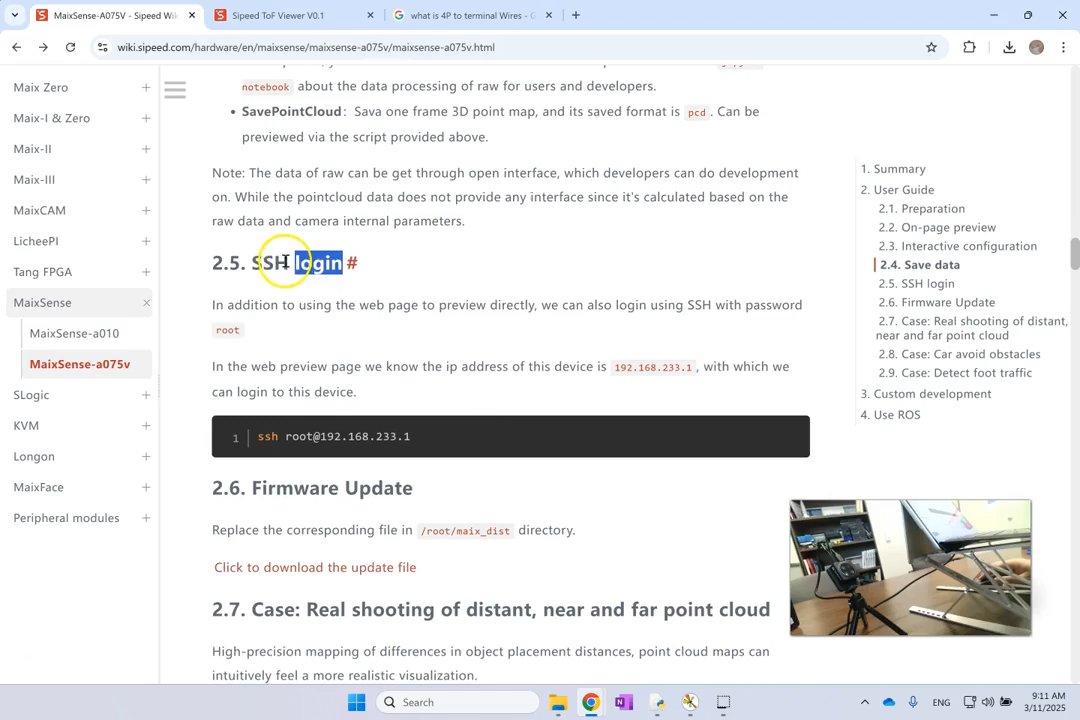 MaixSense-A075V - Sipeed Wiki
2.5. Sipeed ToF Viewer V0.1
what is 4P to terminal Wires -
wiki.sipeed.com/hardware/en/maixsense/maixsense-a075v/maixsense-a075v.html
Maix Zero
Maix-I & Zero
Maix-II
Maix-III
MaixCAM
LicheePI
Tang FPGA
MaixSense
MaixSense-a010
MaixSense-a075v
SLogic
KVM
Longon
MaixFace
Peripheral modules
notebook about the data processing of raw for users and developers.
• SavePointCloud: Sava one frame 3D point map, and its saved format is pcd. Can be
previewed via the script provided above.
Note: The data of raw can be get through open interface, which developers can do development
on. While the pointcloud data does not provide any interface since it's calculated based on the
raw data and camera internal parameters.
2.5. SSH login #
In addition to using the web page to preview directly, we can also login using SSH with password
root
In the web preview page we know the ip address of this device is 192.168.233.1, with which we
can login to this device.
1 ssh root@192.168.233.1
2.6. Firmware Update
Replace the corresponding file in /root/maix_dist directory.
Click to download the update file
2.7. Case: Real shooting of distant, near and far point cloud
High-precision mapping of differences in object placement distances, point cloud maps can
intuitively feel a more realistic visualization.
1. Summary
2. User Guide
2.1. Preparation
2.2. On-page preview
2.3. Interactive configuration
2.4. Save data
2.5. SSH login
2.6. Firmware Update
2.7. Case: Real shooting of distant,
near and far point cloud
2.8. Case: Car avoid obstacles
2.9. Case: Detect foot traffic
3. Custom development
4. Use ROS
Search
ENG
9:11 AM
3/11/2025